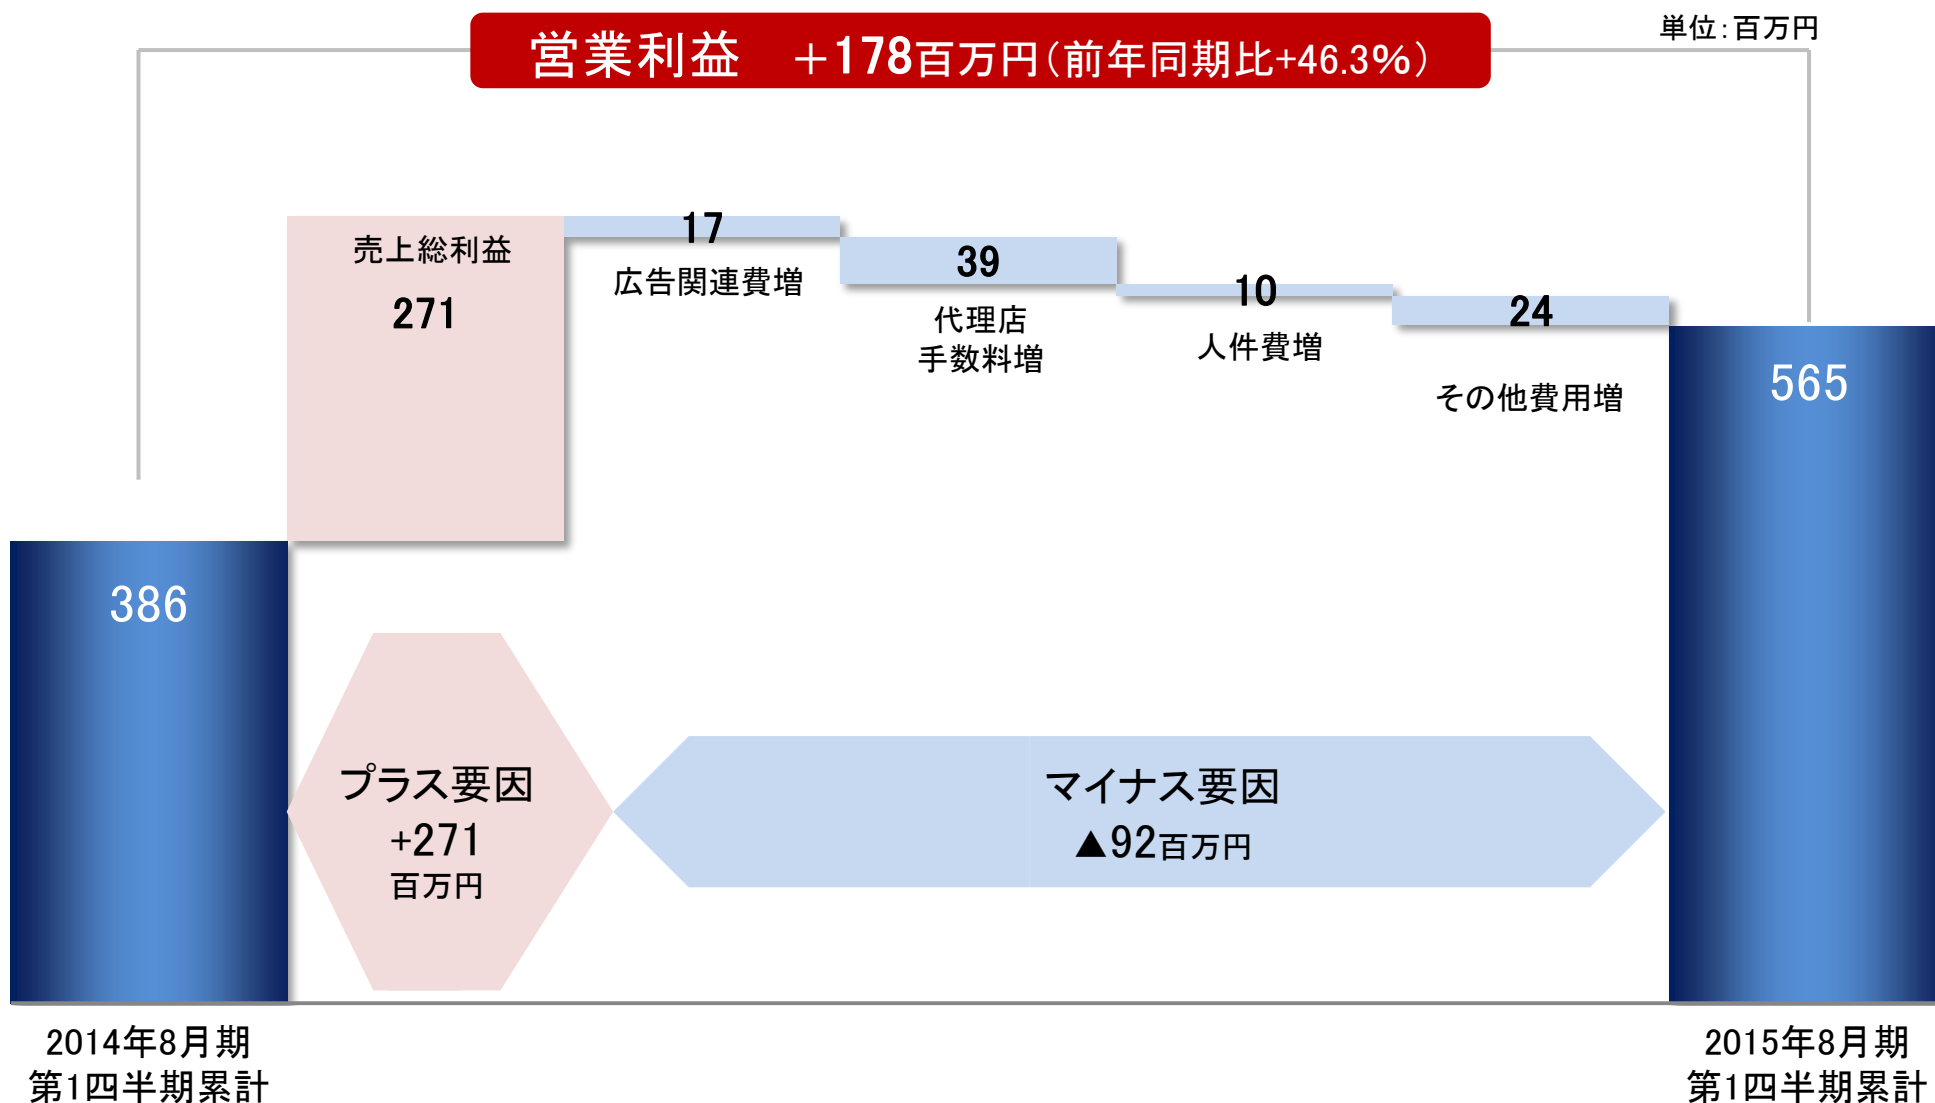 単位：百万円
営業利益　＋178百万円（前年同期比+46.3％）
売上総利益
271
17
広告関連費増
39
代理店
手数料増
10
人件費増
24
その他費用増
386
565
プラス要因
+271
百万円
マイナス要因
▲92百万円
2014年8月期
第1四半期累計
2015年8月期
第1四半期累計